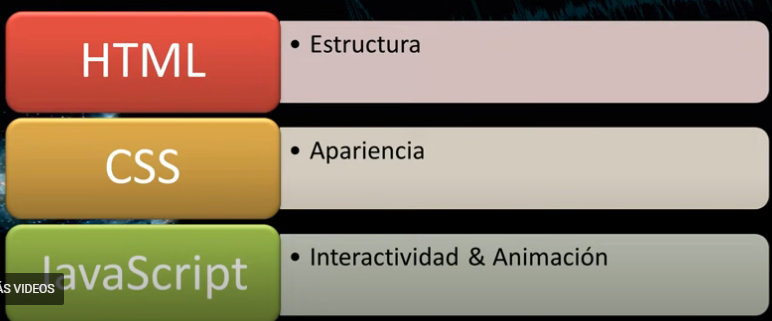 HTML
• Estructura
CSS
• Apariencia
JavaScript
• Interactividad & Animación
ÁS VIDEOS